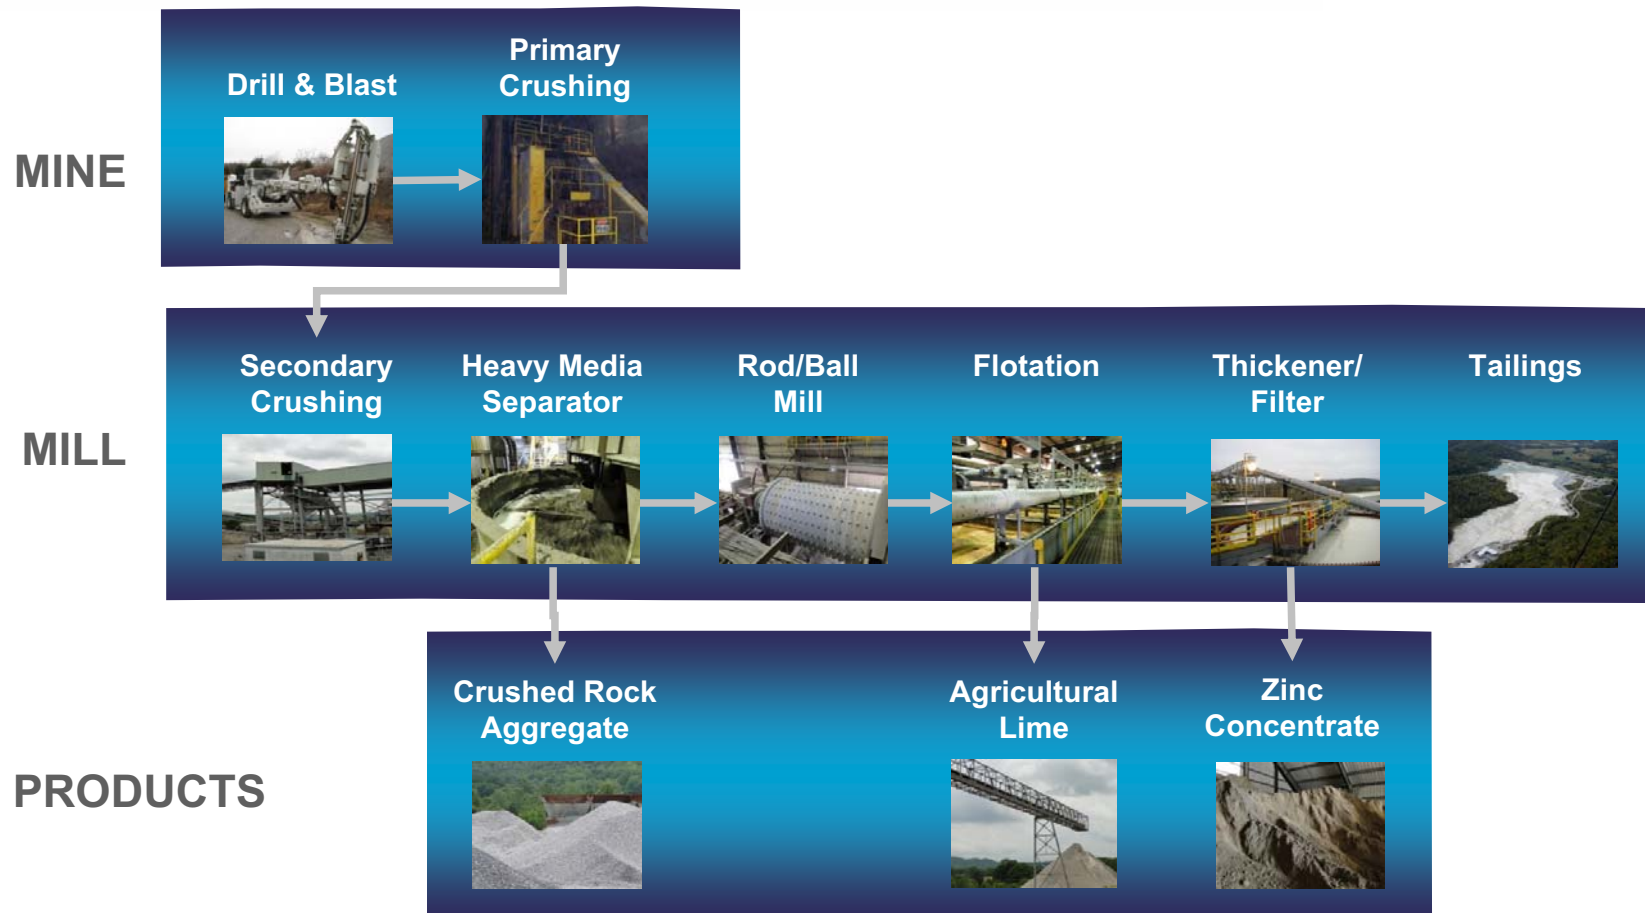 MINE
Drill & Blast
Primary
Crushing
MILL
Secondary
Crushing
Heavy Media
Separator
Rod/Ball
Mill
Flotation
Thickener/
Filter
Tailings
PRODUCTS
Crushed Rock
Aggregate
Agricultural
Lime
Zinc
Concentrate